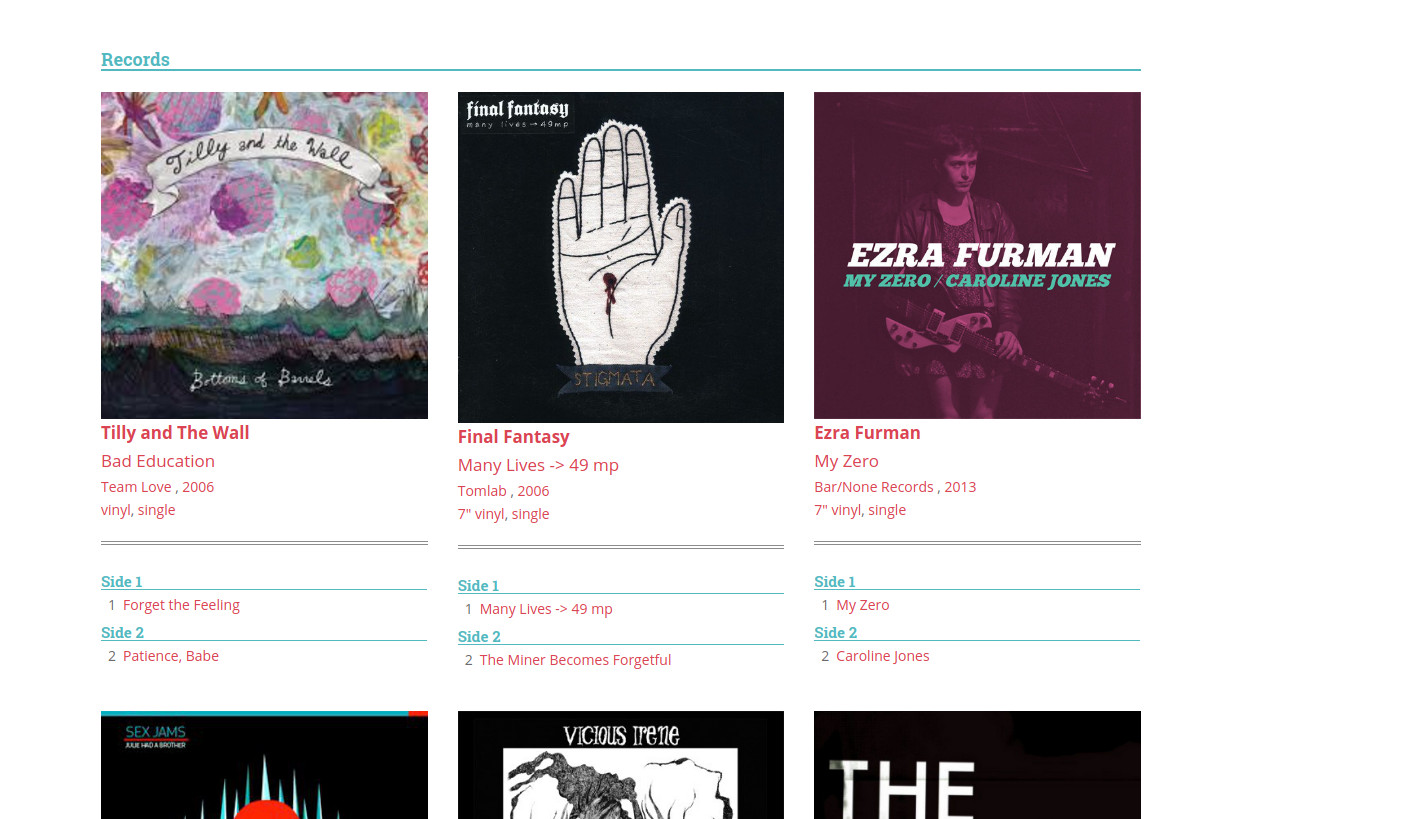 Records
Tilly and the Wall
Bottoms of Barrels
Tilly and The Wall
Bad Education
Team Love , 2006
vinyl, single
Side 1
1 Forget the Feeling
Side 2
2 Patience, Babe
final fantasy
many lives → 49mp
STIGMATA
Final Fantasy
Many Lives -> 49 mp
Tomlab , 2006
7" vinyl, single
Side 1
1 Many Lives -> 49 mp
Side 2
2 The Miner Becomes Forgetful
EZRA FURMAN
MY ZERO / CAROLINE JONES
Ezra Furman
My Zero
Bar/None Records , 2013
7" vinyl, single
Side 1
1 My Zero
Side 2
2 Caroline Jones
SEX JAMS
JULIE HAD A BROTHER
VICIOUS IRENE
THE